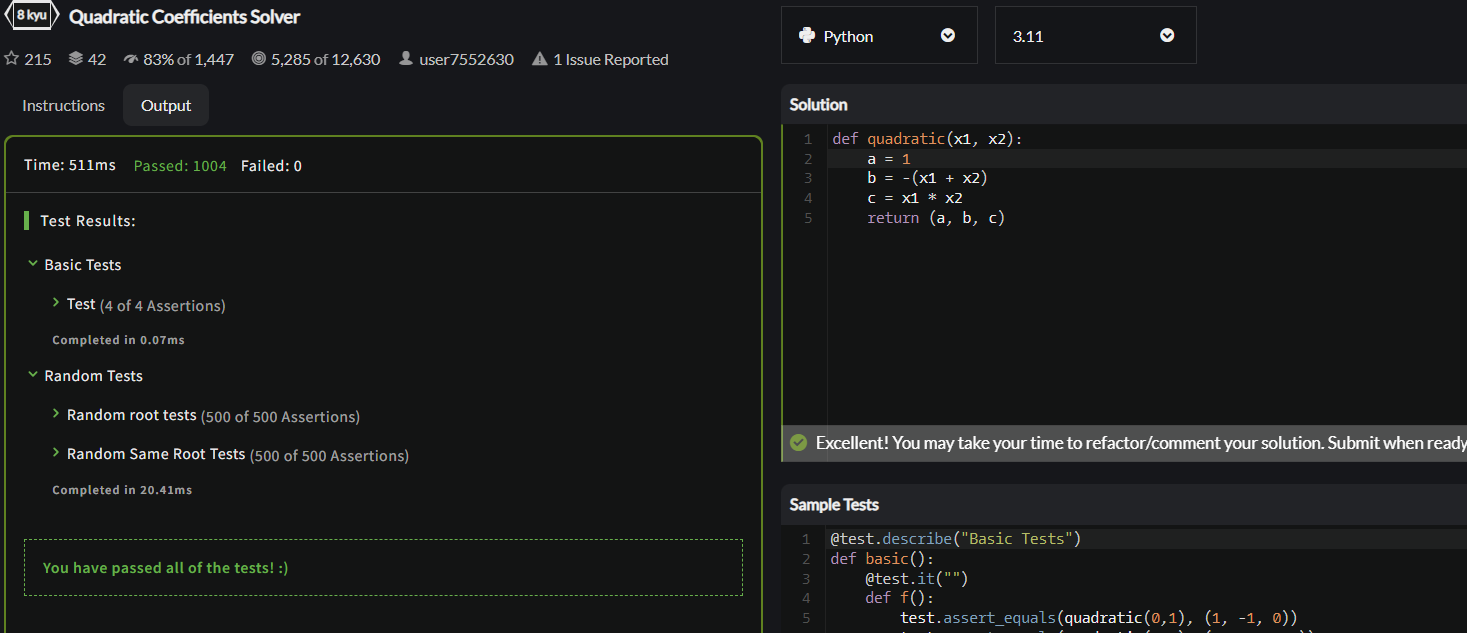 8 kyu Quadratic Coefficients Solver
215 42 83% of 1,447 5,285 of 12,630 user7552630 1 Issue Reported
Instructions Output
Time: 511ms Passed: 1004 Failed: 0
Test Results:
Basic Tests
Test (4 of 4 Assertions)
Completed in 0.07ms
Random Tests
Random root tests (500 of 500 Assertions)
Random Same Root Tests (500 of 500 Assertions)
Completed in 20.41ms
You have passed all of the tests! :)
Python 3.11
Solution
1 def quadratic(x1, x2):
2 a = 1
3 b = -(x1 + x2)
4 c = x1 * x2
5 return (a, b, c)
Excellent! You may take your time to refactor/comment your solution. Submit when ready
Sample Tests
1 @test.describe("Basic Tests")
2 def basic():
3 @test.it("")
4 def f():
5 test.assert_equals(quadratic(0,1), (1, -1, 0))